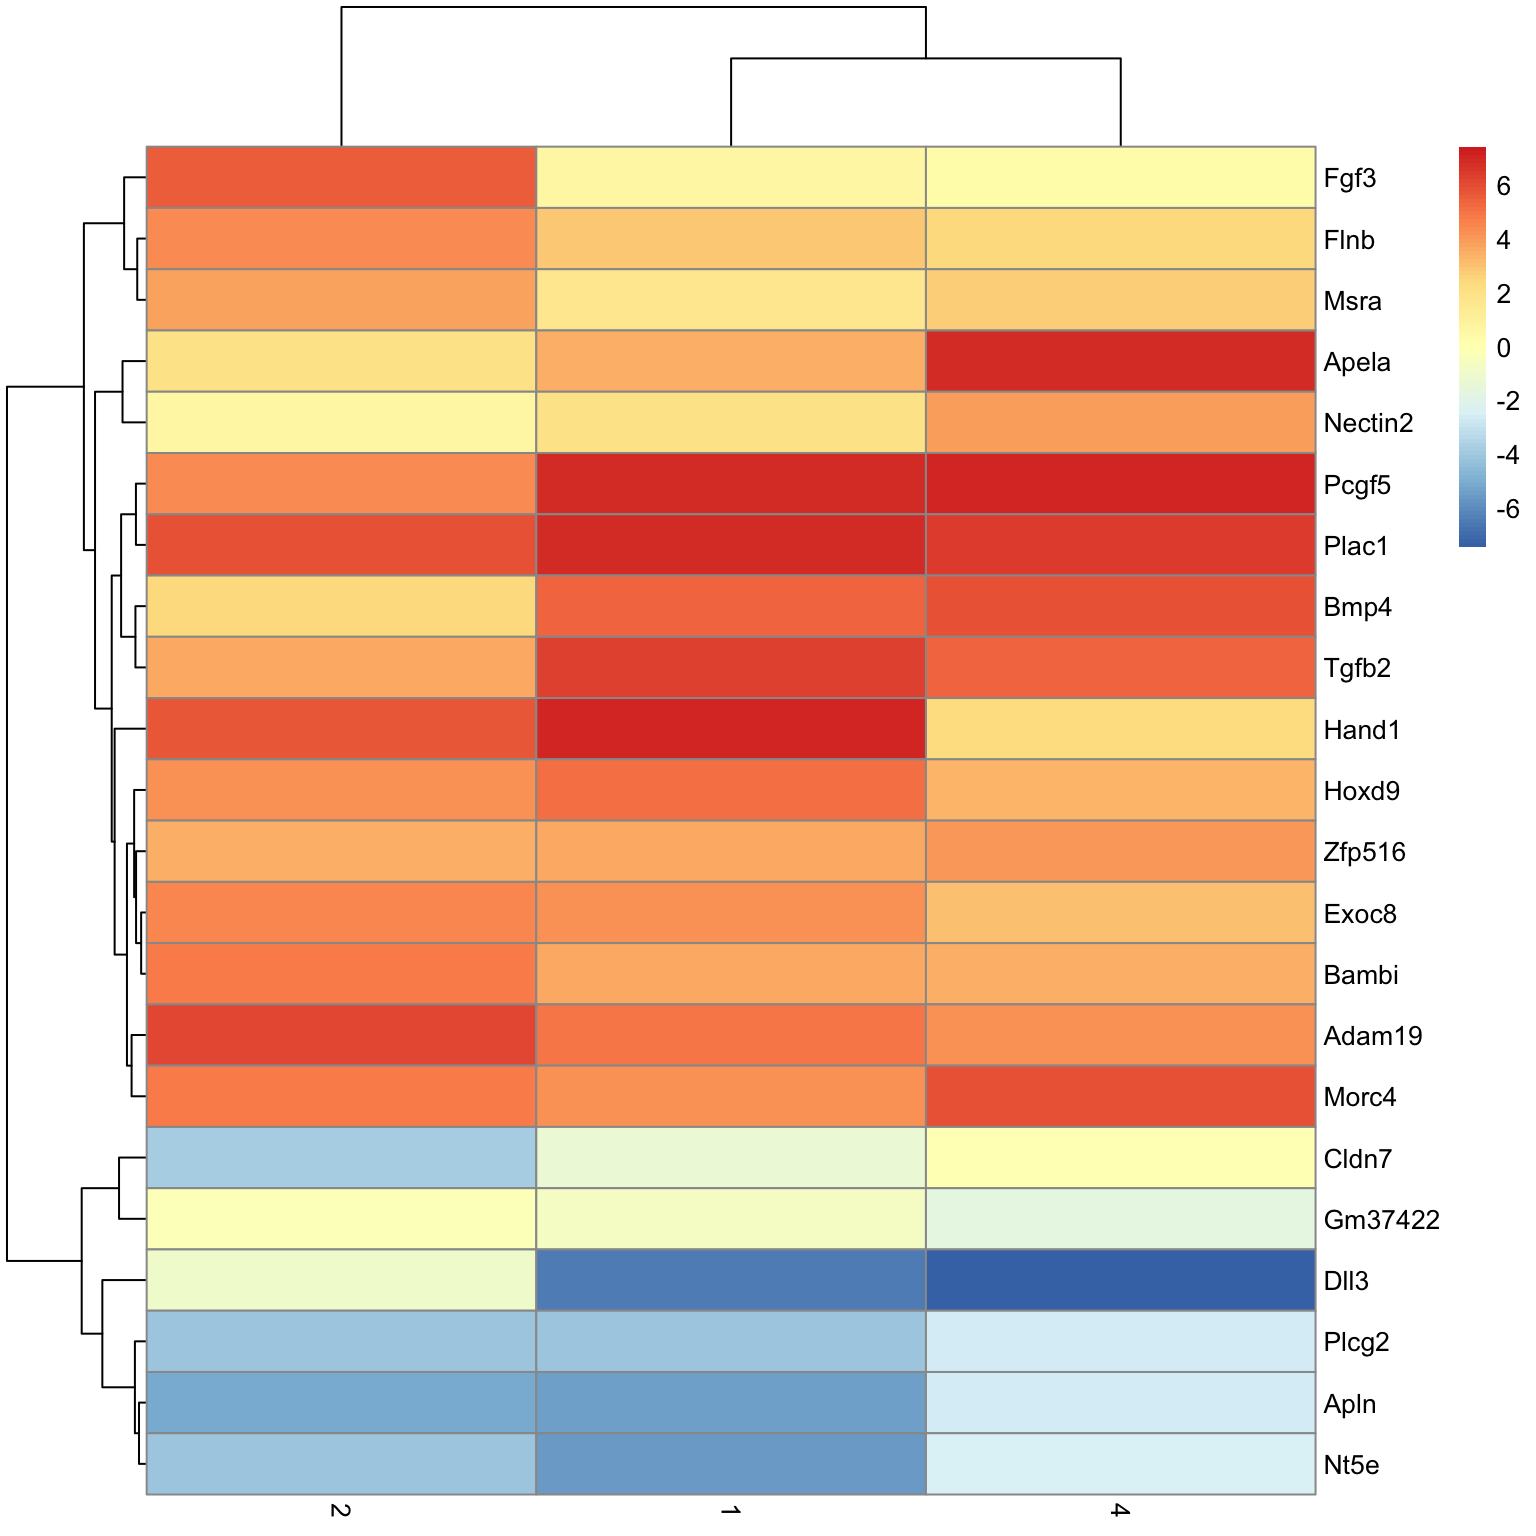 Fgf3
Flnb
Msra
Apela
Nectin2
Pcgf5
Plac1
Bmp4
Tgfb2
Hand1
Hoxd9
Zfp516
Exoc8
Bambi
Adam19
Morc4
Cldn7
Gm37422
Dll3
Plcg2
Apln
Nt5e
6
4
2
0
-2
-4
-6
2
1
4